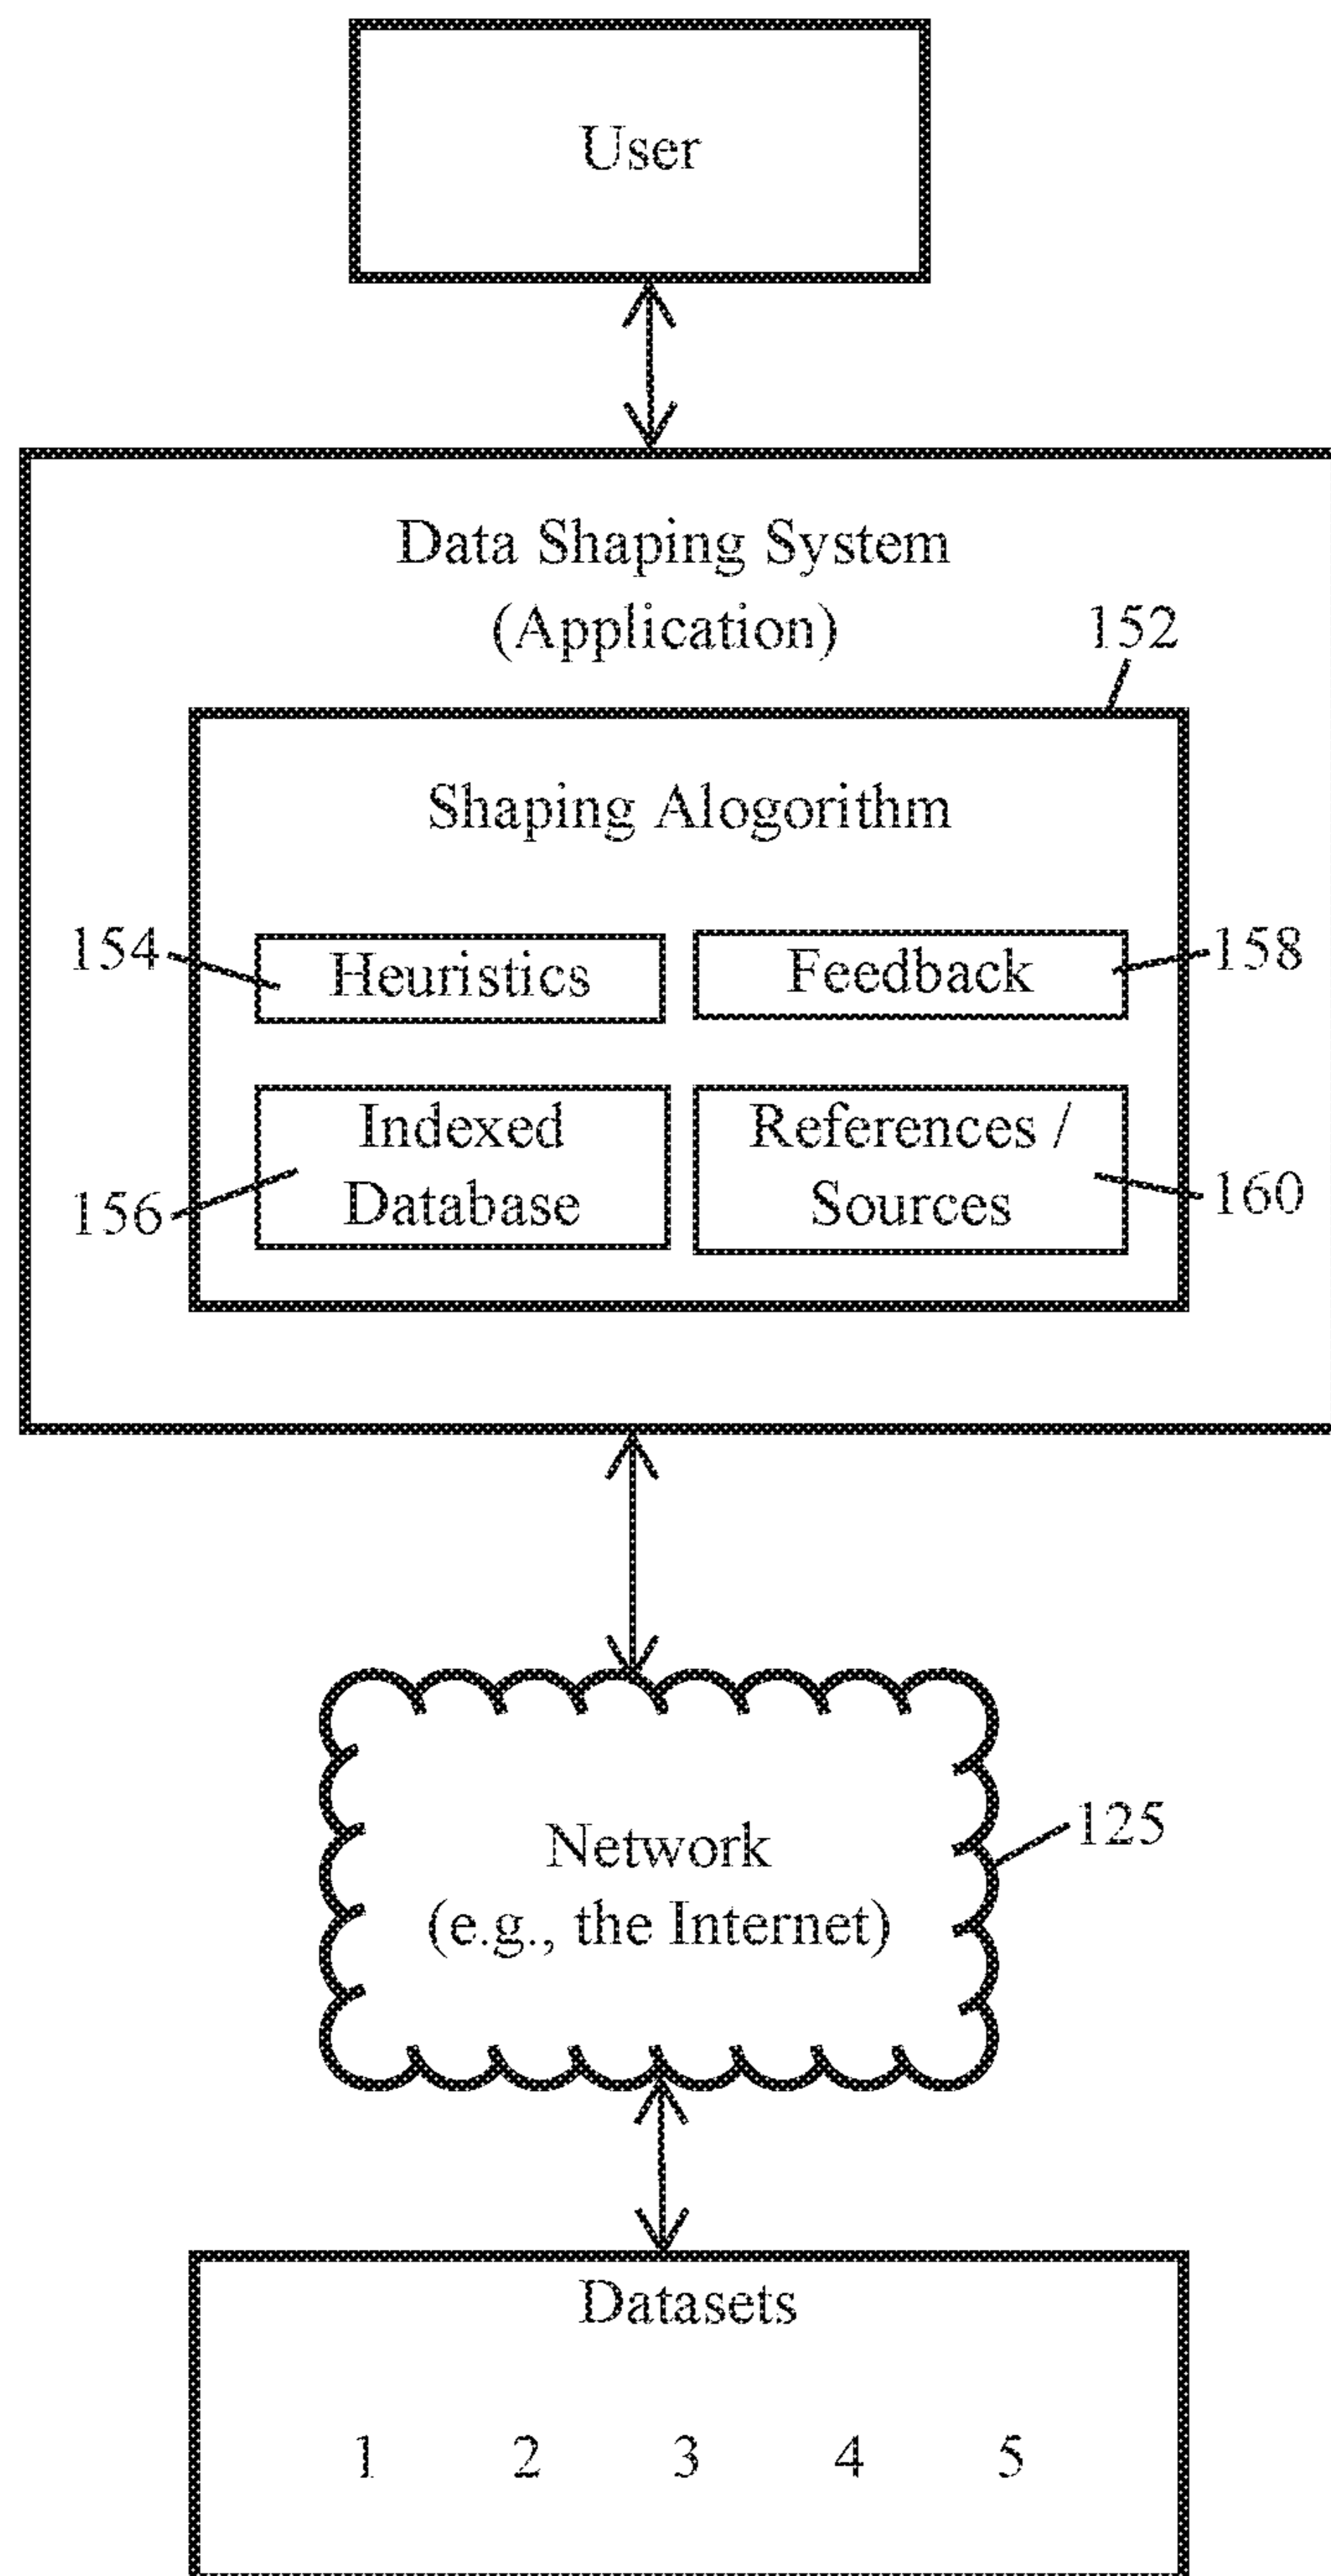 User
Data Shaping System
(Application)
152
Shaping Alogorithm
154
Heuristics
Feedback
158
Indexed
Database
156
References /
Sources
160
Network
(e.g., the Internet)
125
Datasets
1 2 3 4 5